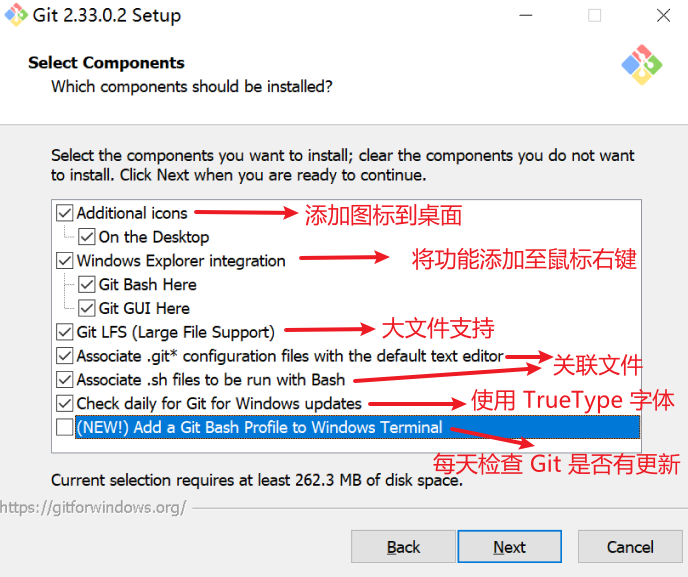 Git 2.33.0.2 Setup
Select Components
Which components should be installed?
Select the components you want to install; clear the components you do not want
to install. Click Next when you are ready to continue.
Additional icons 添加图标到桌面
On the Desktop
Windows Explorer integration 将功能添加至鼠标右键
Git Bash Here
Git GUI Here
Git LFS (Large File Support) 大文件支持
Associate .git* configuration files with the default text editor 关联文件
Associate .sh files to be run with Bash
Check daily for Git for Windows updates 使用 TrueType 字体
(NEW!) Add a Git Bash Profile to Windows Terminal
每天检查 Git 是否有更新
Current selection requires at least 262.3 MB of disk space.
https://gitforwindows.org/
Back Next Cancel